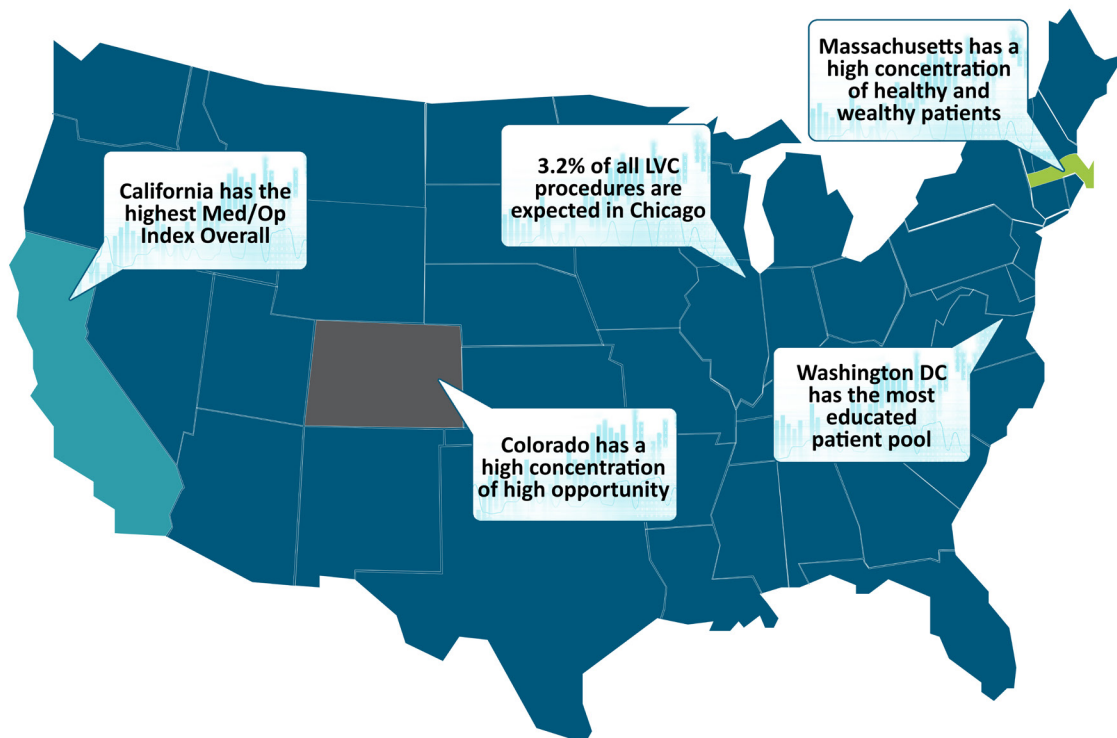 Massachusetts has a
high concentration
of healthy and
wealthy patients
3.2% of all LVC
procedures are
expected in Chicago
California has the
highest Med/Op
Index Overall
Washington DC
has the most
educated
patient pool
Colorado has a
high concentration
of high opportunity